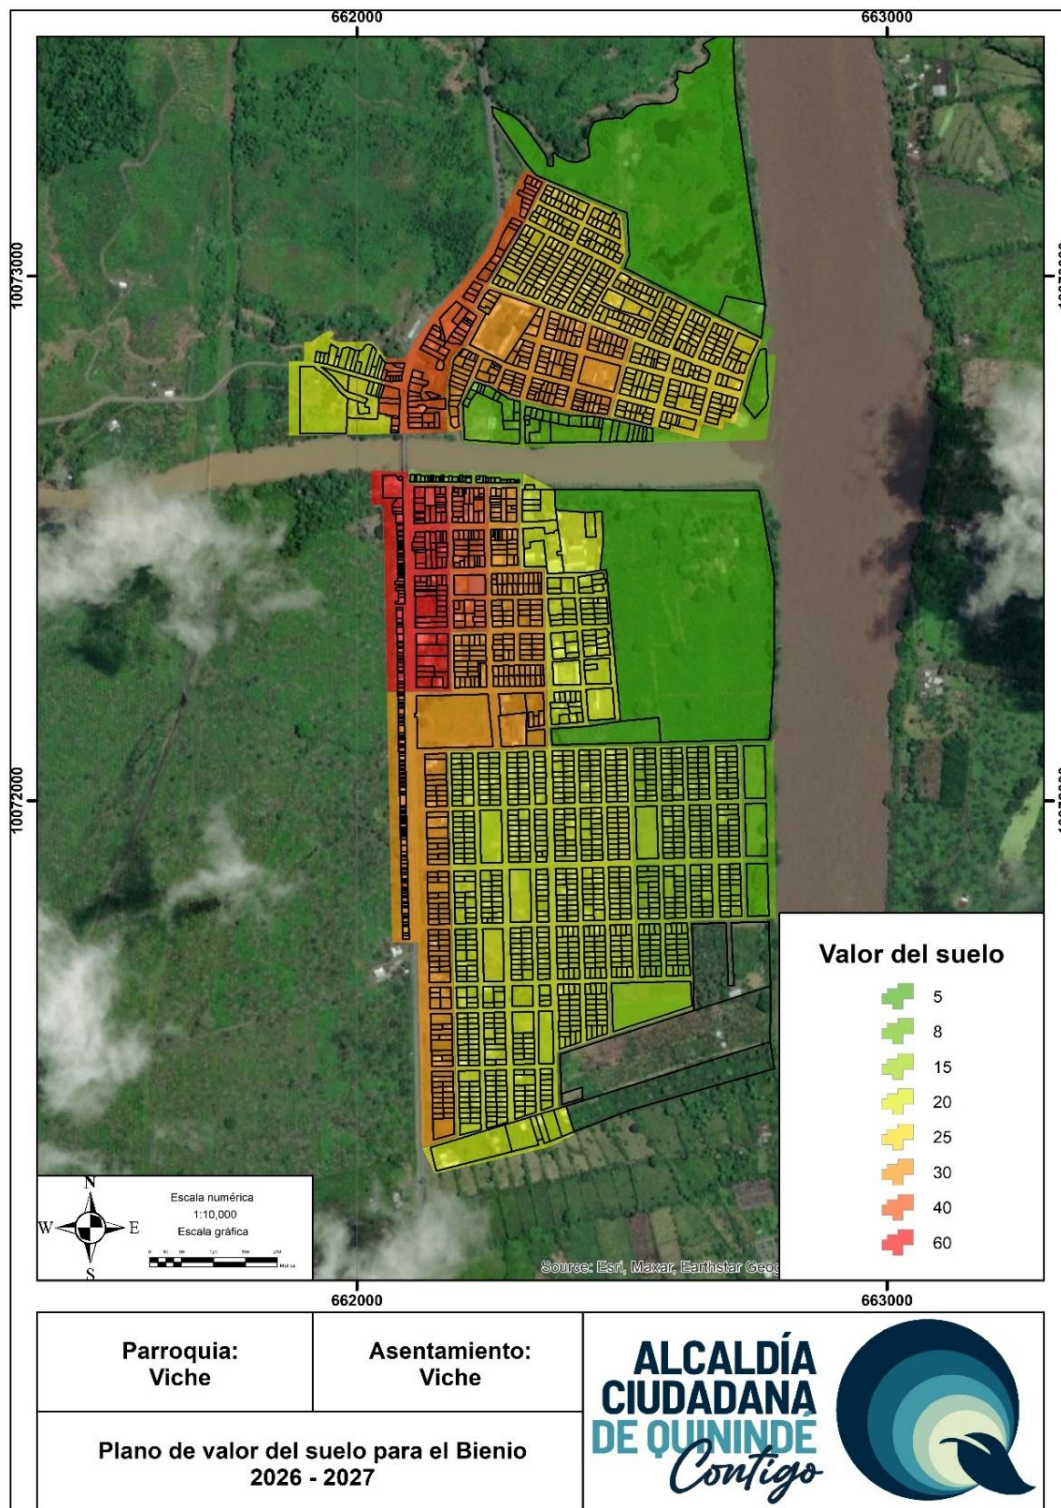 662000
663000
10073000
10072000
Valor del suelo
5
8
15
20
25
30
40
60
N
W
E
S
Escala numérica
1:10,000
Escala gráfica
Source: Esri, Maxar, Earthstar Geog
662000
663000
Parroquia:
Viche
Asentamiento:
Viche
Plano de valor del suelo para el Bienio
2026 - 2027
ALCALDÍA
CIUDADANA
DE QUININDÉ
Contigo